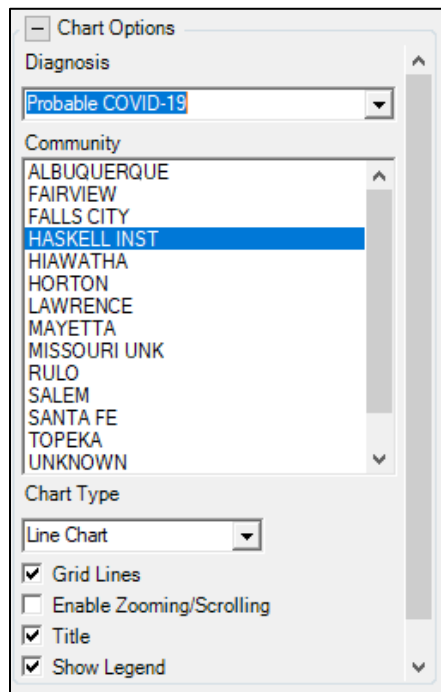 Chart Options
Diagnosis
Probable COVID-19
Community
ALBUQUERQUE
FAIRVIEW
FALLS CITY
HASKELL INST
HIAWATHA
HORTON
LAWRENCE
MAYETTA
MISSOURI UNK
RULO
SALEM
SANTA FE
TOPEKA
UNKNOWN
Chart Type
Line Chart
Grid Lines
Enable Zooming/Scrolling
Title
Show Legend